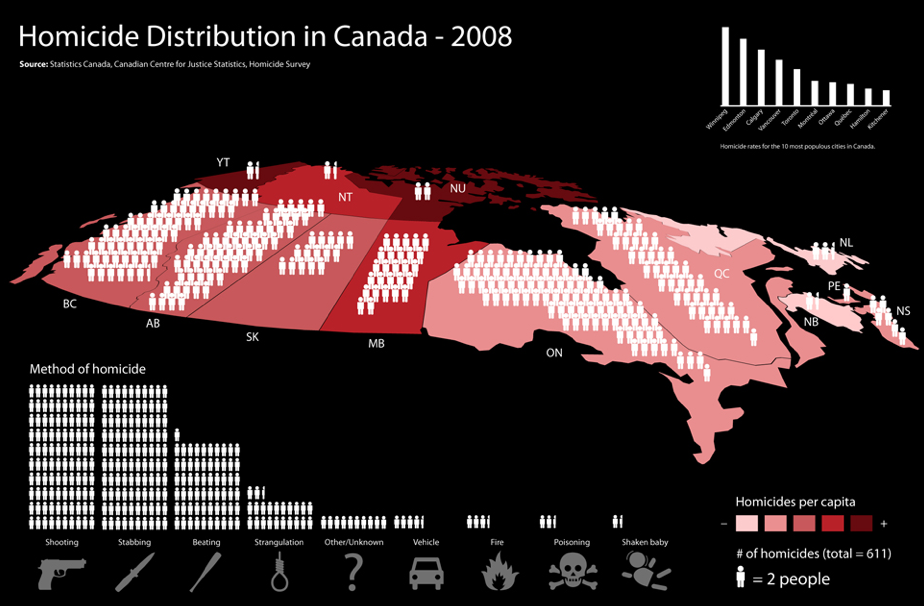 Homicide Distribution in Canada - 2008
Source: Statistics Canada, Canadian Centre for Justice Statistics, Homicide Survey
Winnipeg
Edmonton
Calgary
Vancouver
Toronto
Montréal
Ottawa
Québec
Hamilton
Kitchener
Homicide rates for the 10 most populous cities in Canada.
YT
NT
NU
BC
AB
SK
MB
ON
QC
NL
PE
NB
NS
Method of homicide
Shooting
Stabbing
Beating
Strangulation
Other/Unknown
Vehicle
Fire
Poisoning
Shaken baby
?
Homicides per capita
– +
# of homicides (total = 611)
= 2 people